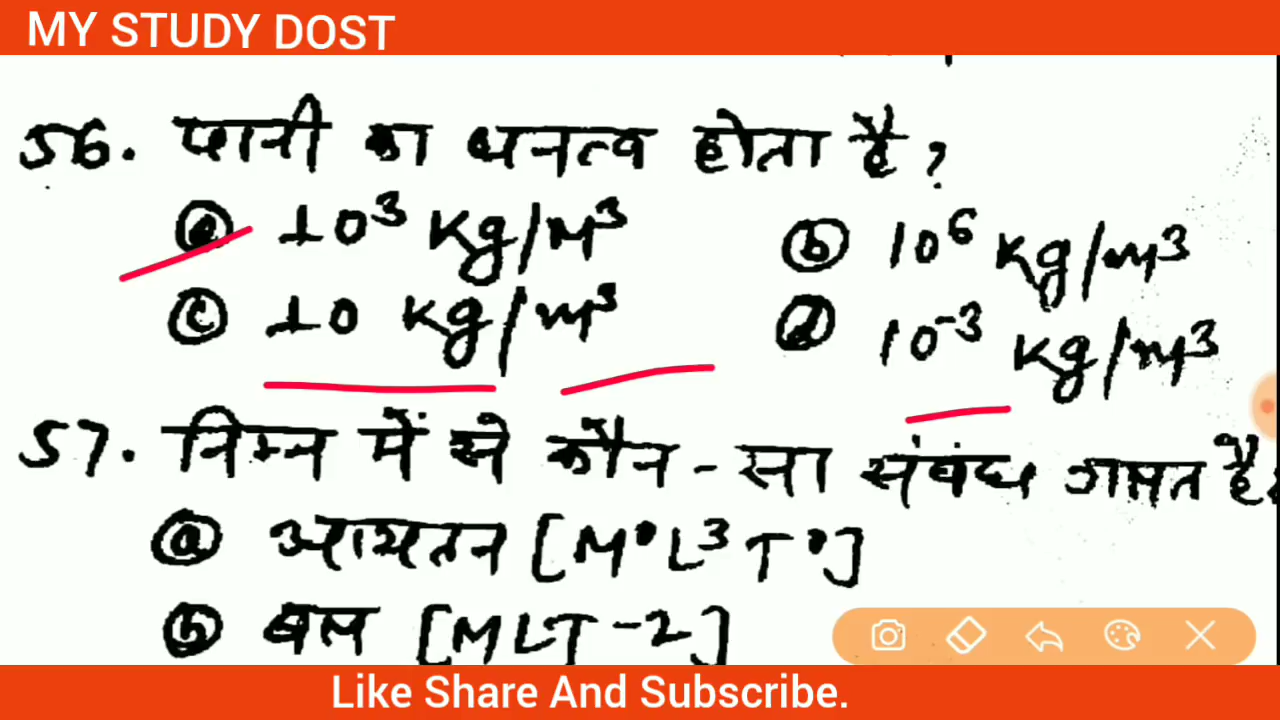 MY STUDY DOST
56. पानी का घनत्व होता है?
(a) 10³ Kg/M³ (b) 10⁶ Kg/m³
(c) 10 Kg/m³ (d) 10⁻³ Kg/m³
57. निम्न में से कौन-सा संबंध गलत है?
(a) आयतन [M⁰L³T⁰]
(b) बल [MLT-2]
Like Share And Subscribe.